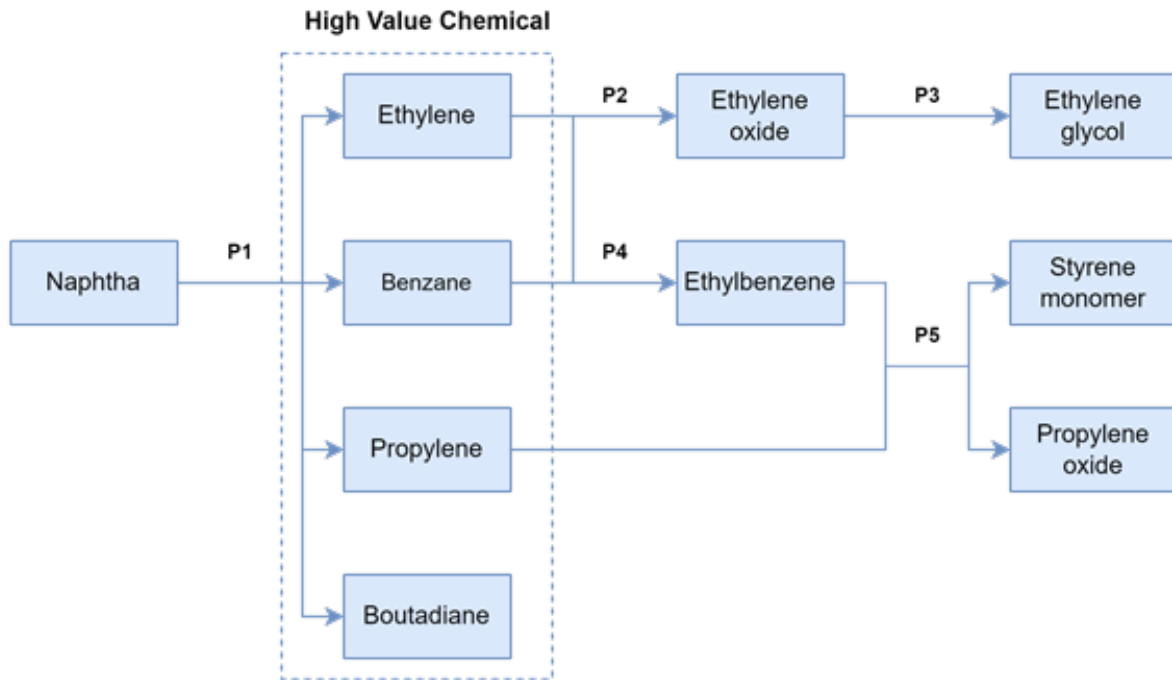 High Value Chemical
Ethylene
P2
Ethylene
oxide
P3
Ethylene
glycol
Naphtha
P1
Benzane
P4
Ethylbenzene
Styrene
monomer
P5
Propylene
Propylene
oxide
Boutadiane